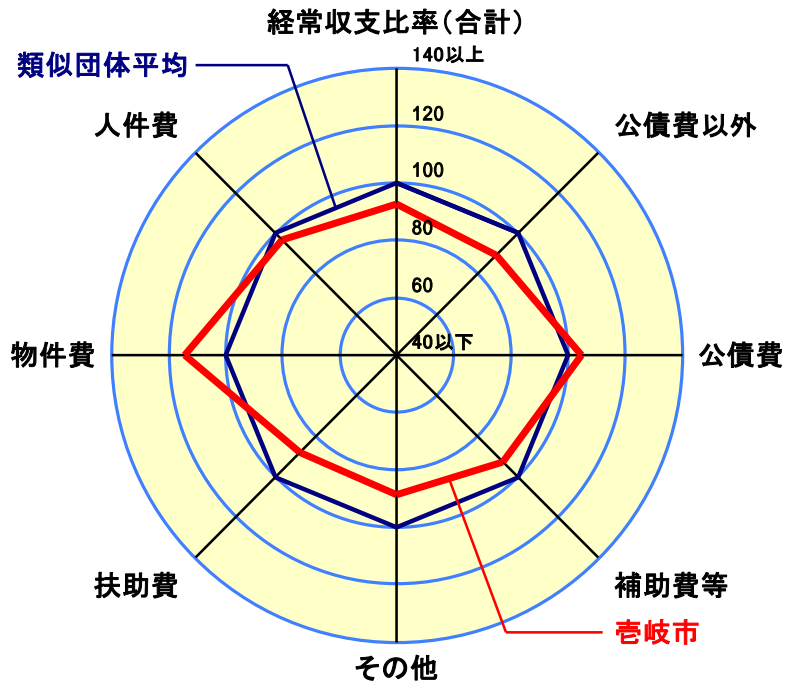 経常収支比率（合計）
類似団体平均
140以上
人件費
公債費以外
120
100
80
60
物件費
40以下
公債費
扶助費
補助費等
壱岐市
その他